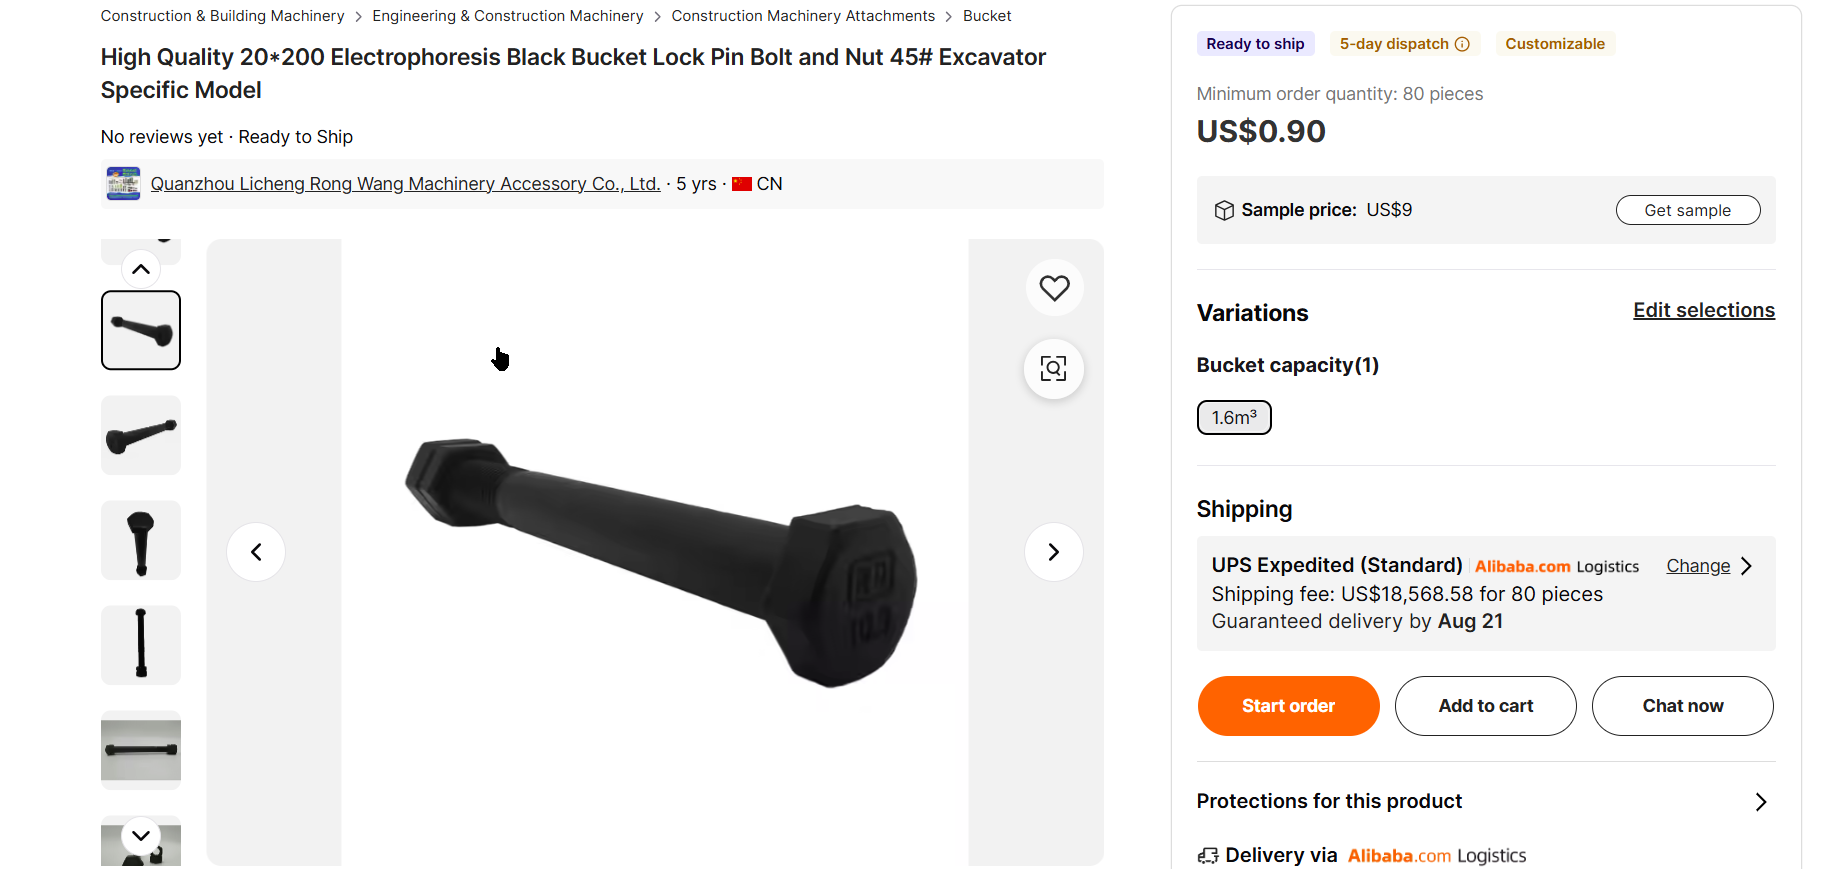 Construction & Building Machinery > Engineering & Construction Machinery > Construction Machinery Attachments > Bucket
High Quality 20*200 Electrophoresis Black Bucket Lock Pin Bolt and Nut 45# Excavator
Specific Model
No reviews yet · Ready to Ship
Quanzhou Licheng Rong Wang Machinery Accessory Co., Ltd. · 5 yrs · CN
10.9
Ready to ship
5-day dispatch
Customizable
Minimum order quantity: 80 pieces
US$0.90
Sample price: US$9
Get sample
Variations
Edit selections
Bucket capacity(1)
1.6m³
Shipping
UPS Expedited (Standard) Alibaba.com Logistics Change
Shipping fee: US$18,568.58 for 80 pieces
Guaranteed delivery by Aug 21
Start order
Add to cart
Chat now
Protections for this product
Delivery via Alibaba.com Logistics